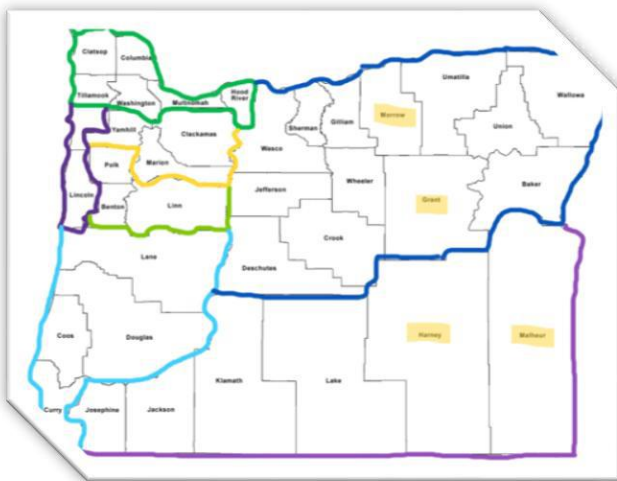 Clatsop
Columbia
Tillamook
Washington
Multnomah
Hood
River
Yamhill
Clackamas
Polk
Marion
Lincoln
Benton
Linn
Wasco
Sherman
Gilliam
Morrow
Umatilla
Union
Wallowa
Jefferson
Wheeler
Grant
Baker
Crook
Deschutes
Lane
Coos
Douglas
Curry
Josephine
Jackson
Klamath
Lake
Harney
Malheur